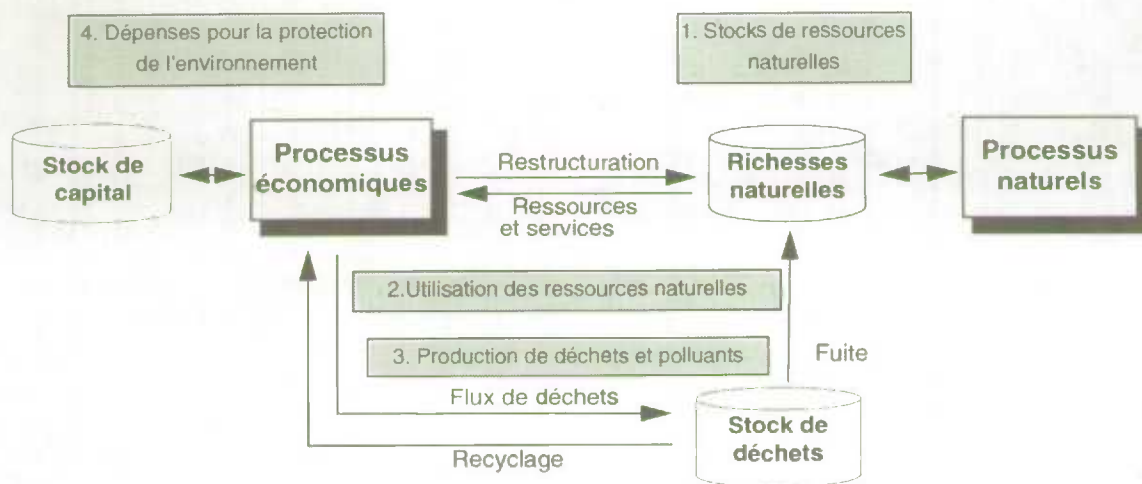 4. Dépenses pour la protection
de l'environnement
1. Stocks de ressources
naturelles
Stock de
capital
Processus
économiques
Restructuration
Ressources
et services
Richesses
naturelles
Processus
naturels
2.Utilisation des ressources naturelles
3. Production de déchets et polluants
Fuite
Flux de déchets
Stock de
déchets
Recyclage